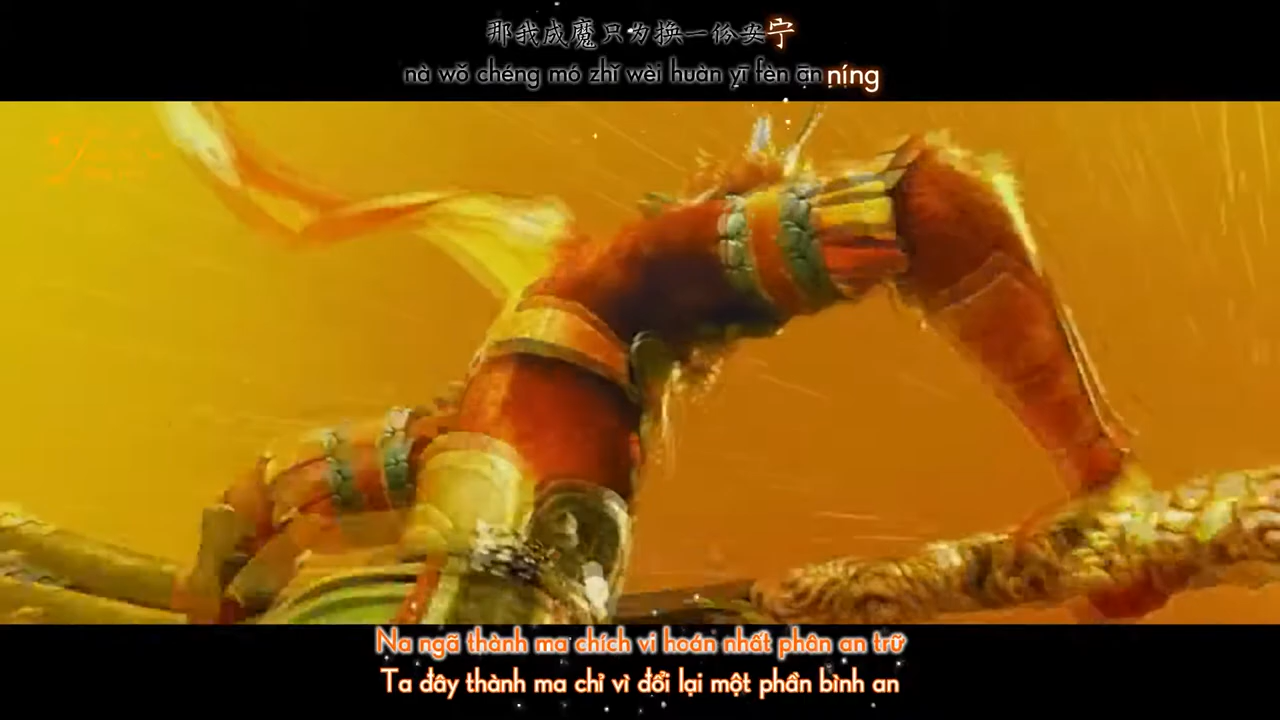 那我成魔只为换一份安宁
nà wǒ chéng mó zhǐ wèi huàn yī fèn ān níng
Na ngã thành ma chích vi hoán nhất phân an trữ
Ta đây thành ma chỉ vì đổi lại một phần bình an